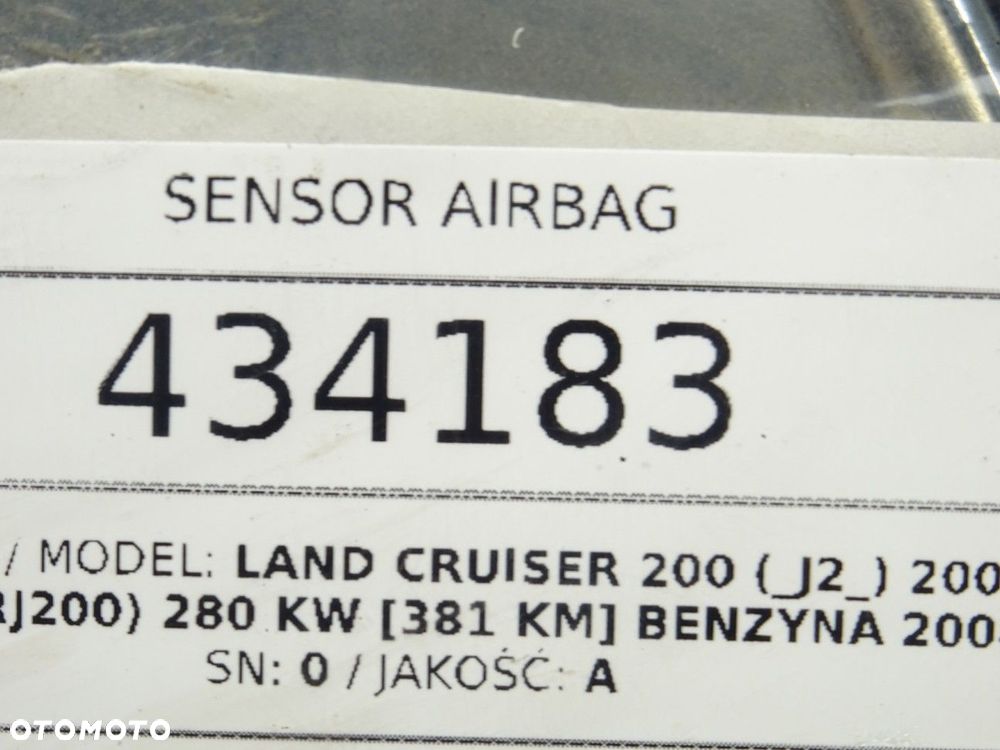 SENSOR AIRBAG
434183
/ MODEL: LAND CRUISER 200 (_J2_) 200
RJ200) 280 KW [381 KM] BENZYNA 200
SN: 0 / JAKOŚĆ: A
OTOMOTO